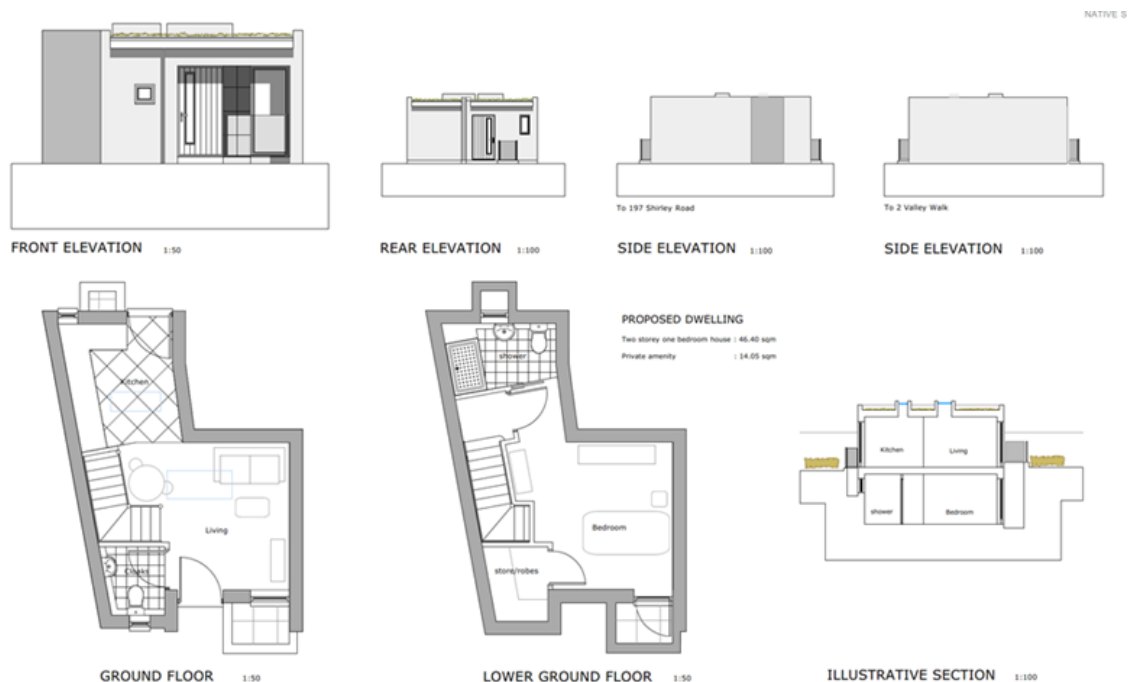 NATIVE S
FRONT ELEVATION 1:50
REAR ELEVATION 1:100
To 197 Shirley Road
SIDE ELEVATION 1:100
To 2 Valley Walk
SIDE ELEVATION 1:100
Kitchen
Living
Cloaks
GROUND FLOOR 1:50
shower
Bedroom
store/robes
LOWER GROUND FLOOR 1:50
PROPOSED DWELLING
Two storey one bedroom house : 46.40 sqm
Private amenity : 14.05 sqm
Kitchen
Living
shower
Bedroom
ILLUSTRATIVE SECTION 1:100